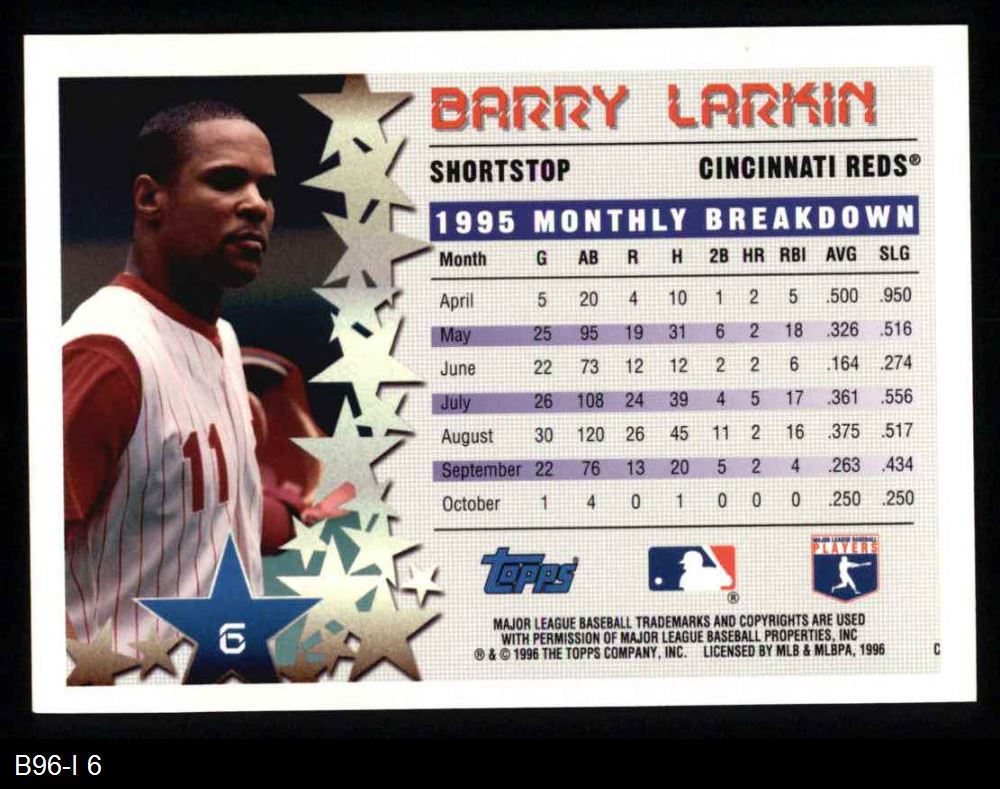 BARRY LARKIN
SHORTSTOP CINCINNATI REDS®
1995 MONTHLY BREAKDOWN
Month G AB R H 2B HR RBI AVG SLG
April 5 20 4 10 1 2 5 .500 .950
May 25 95 19 31 6 2 18 .326 .516
June 22 73 12 12 2 2 6 .164 .274
July 26 108 24 39 4 5 17 .361 .556
August 30 120 26 45 11 2 16 .375 .517
September 22 76 13 20 5 2 4 .263 .434
October 1 4 0 1 0 0 0 .250 .250
11
6
Topps®
®
MAJOR LEAGUE BASEBALL
PLAYERS
MAJOR LEAGUE BASEBALL TRADEMARKS AND COPYRIGHTS ARE USED
WITH PERMISSION OF MAJOR LEAGUE BASEBALL PROPERTIES, INC
® & © 1996 THE TOPPS COMPANY, INC. LICENSED BY MLB & MLBPA, 1996 C
B96-I 6